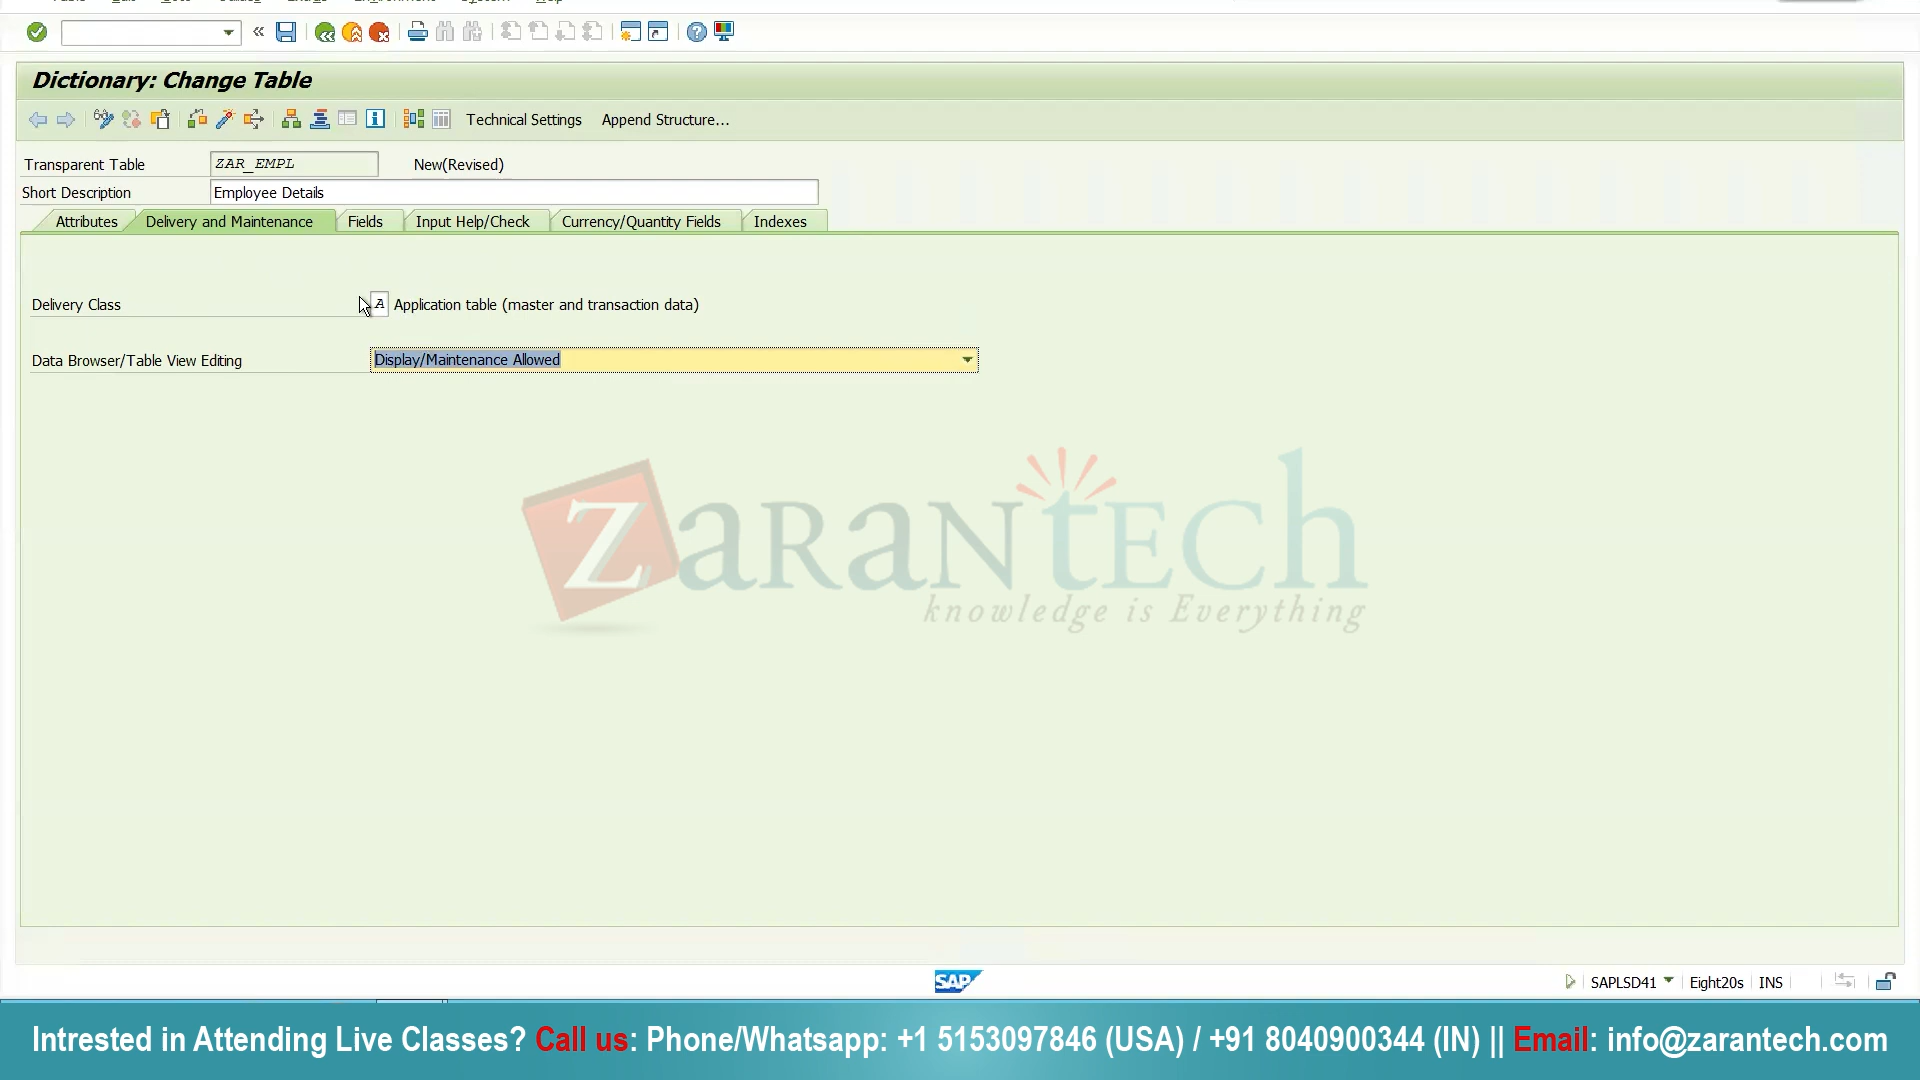 Dictionary: Change Table
Technical Settings Append Structure...
Transparent Table ZAR_EMPL New(Revised)
Short Description Employee Details
Attributes Delivery and Maintenance Fields Input Help/Check Currency/Quantity Fields Indexes
Delivery Class A Application table (master and transaction data)
Data Browser/Table View Editing Display/Maintenance Allowed
ZaranTech
knowledge is Everything
SAP
SAPLSD41 Eight20s INS
Intrested in Attending Live Classes? Call us: Phone/Whatsapp: +1 5153097846 (USA) / +91 8040900344 (IN) || Email: info@zarantech.com